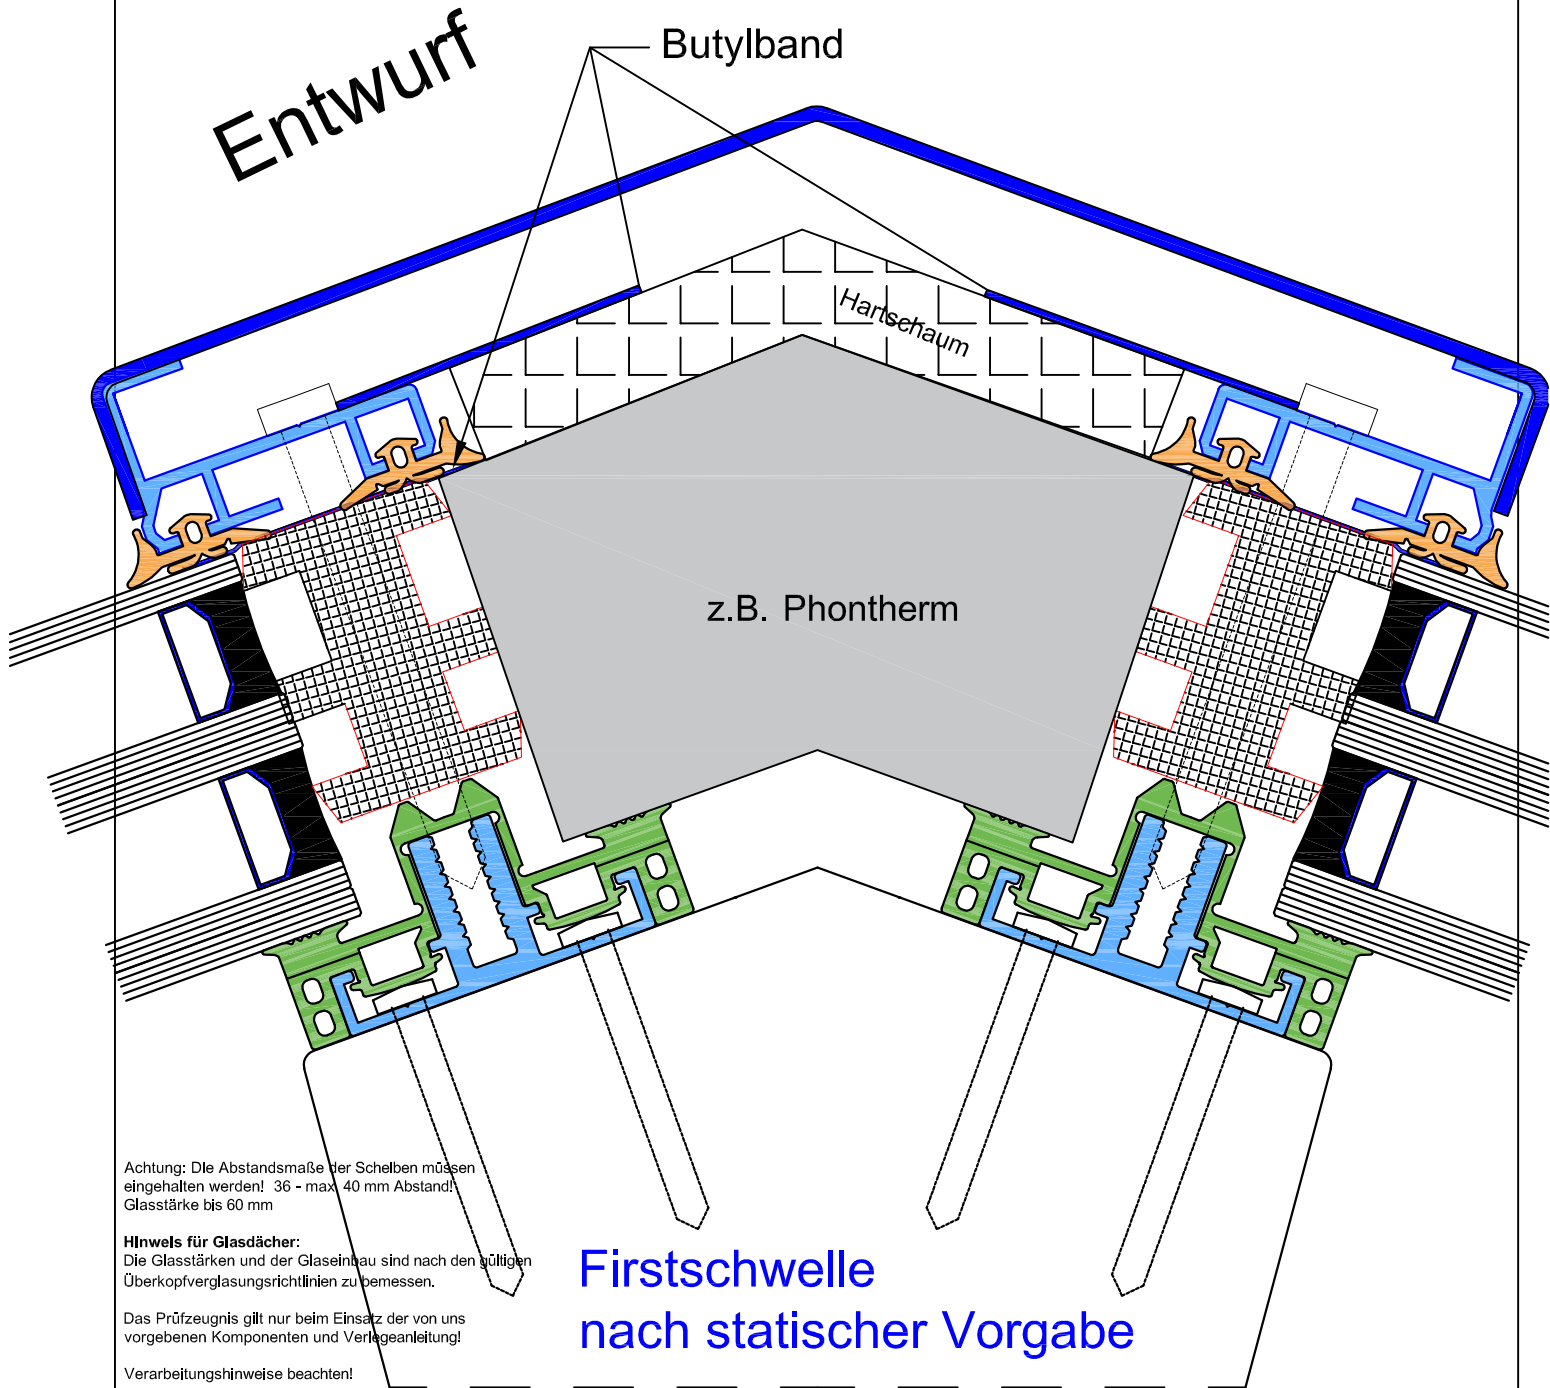 Entwurf
Butylband
Hartschaum
z.B. Phontherm
Achtung: Die Abstandsmaße der Scheiben müssen
eingehalten werden! 36 - max. 40 mm Abstand!
Glasstärke bis 60 mm
Hinweis für Glasdächer:
Die Glasstärken und der Glaseinbau sind nach den gültigen
Überkopfverglasungsrichtlinien zu bemessen.
Das Prüfzeugnis gilt nur beim Einsatz der von uns
vorgebenen Komponenten und Verlegeanleitung!
Verarbeitungshinweise beachten!
Firstschwelle
nach statischer Vorgabe